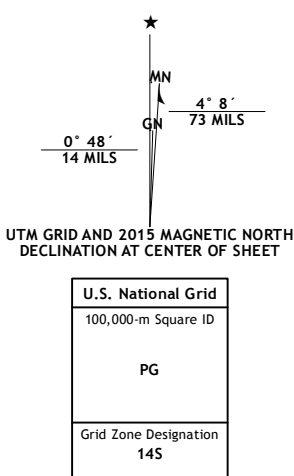 ★
MN
4° 8´
73 MILS
GN
0° 48´
14 MILS
UTM GRID AND 2015 MAGNETIC NORTH
DECLINATION AT CENTER OF SHEET
U.S. National Grid
100,000-m Square ID
PG
Grid Zone Designation
14S